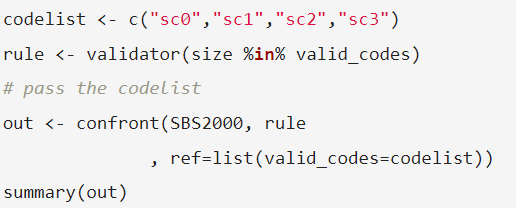 codelist <- c("sc0","sc1","sc2","sc3")
rule <- validator(size %in% valid_codes)
# pass the codelist
out <- confront(SBS2000, rule
, ref=list(valid_codes=codelist))
summary(out)